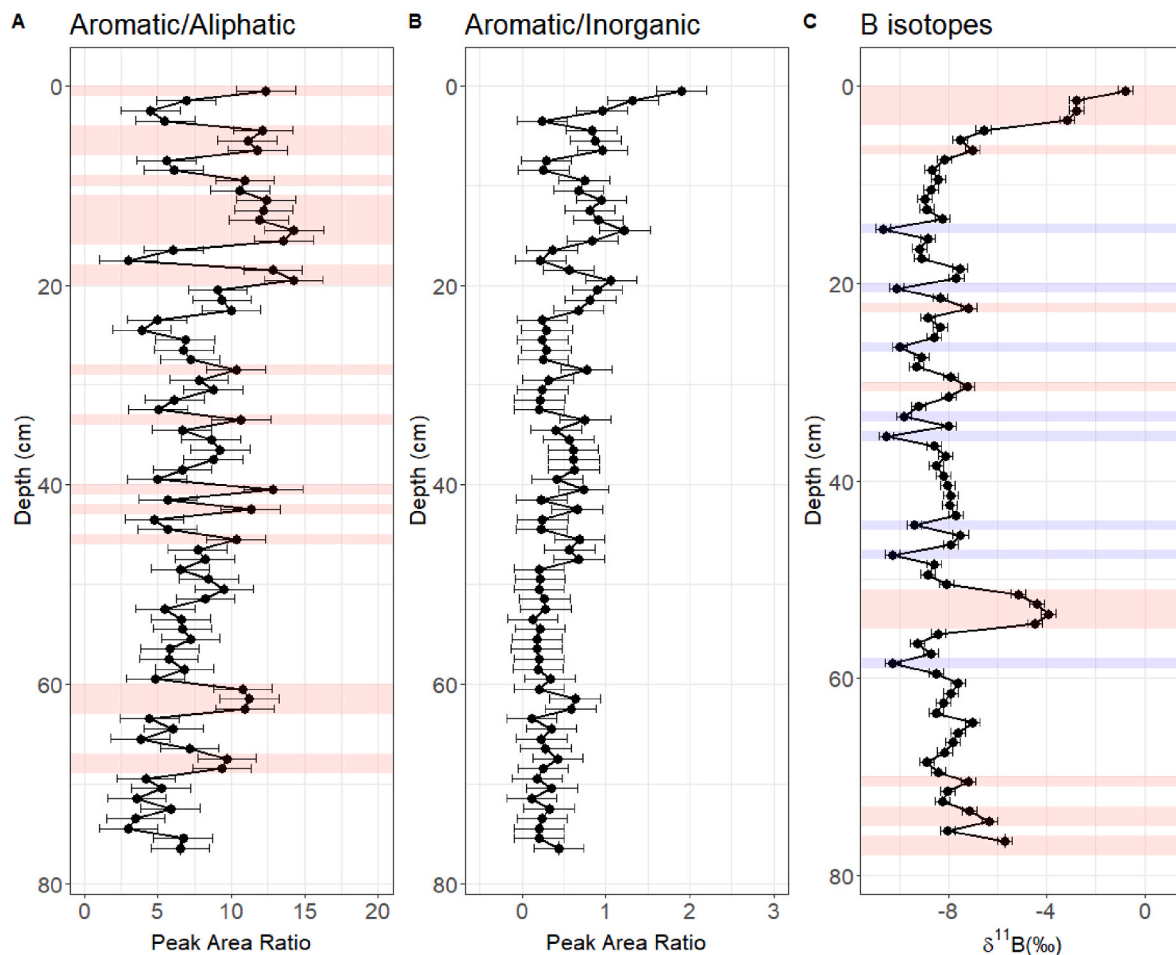 A Aromatic/Aliphatic
0
20
40
60
80
Depth (cm)
0 5 10 15 20
Peak Area Ratio
B Aromatic/Inorganic
0
20
40
60
80
Depth (cm)
0 1 2 3
Peak Area Ratio
C B isotopes
0
20
40
60
80
Depth (cm)
-8 -4 0
δ¹¹B(‰)